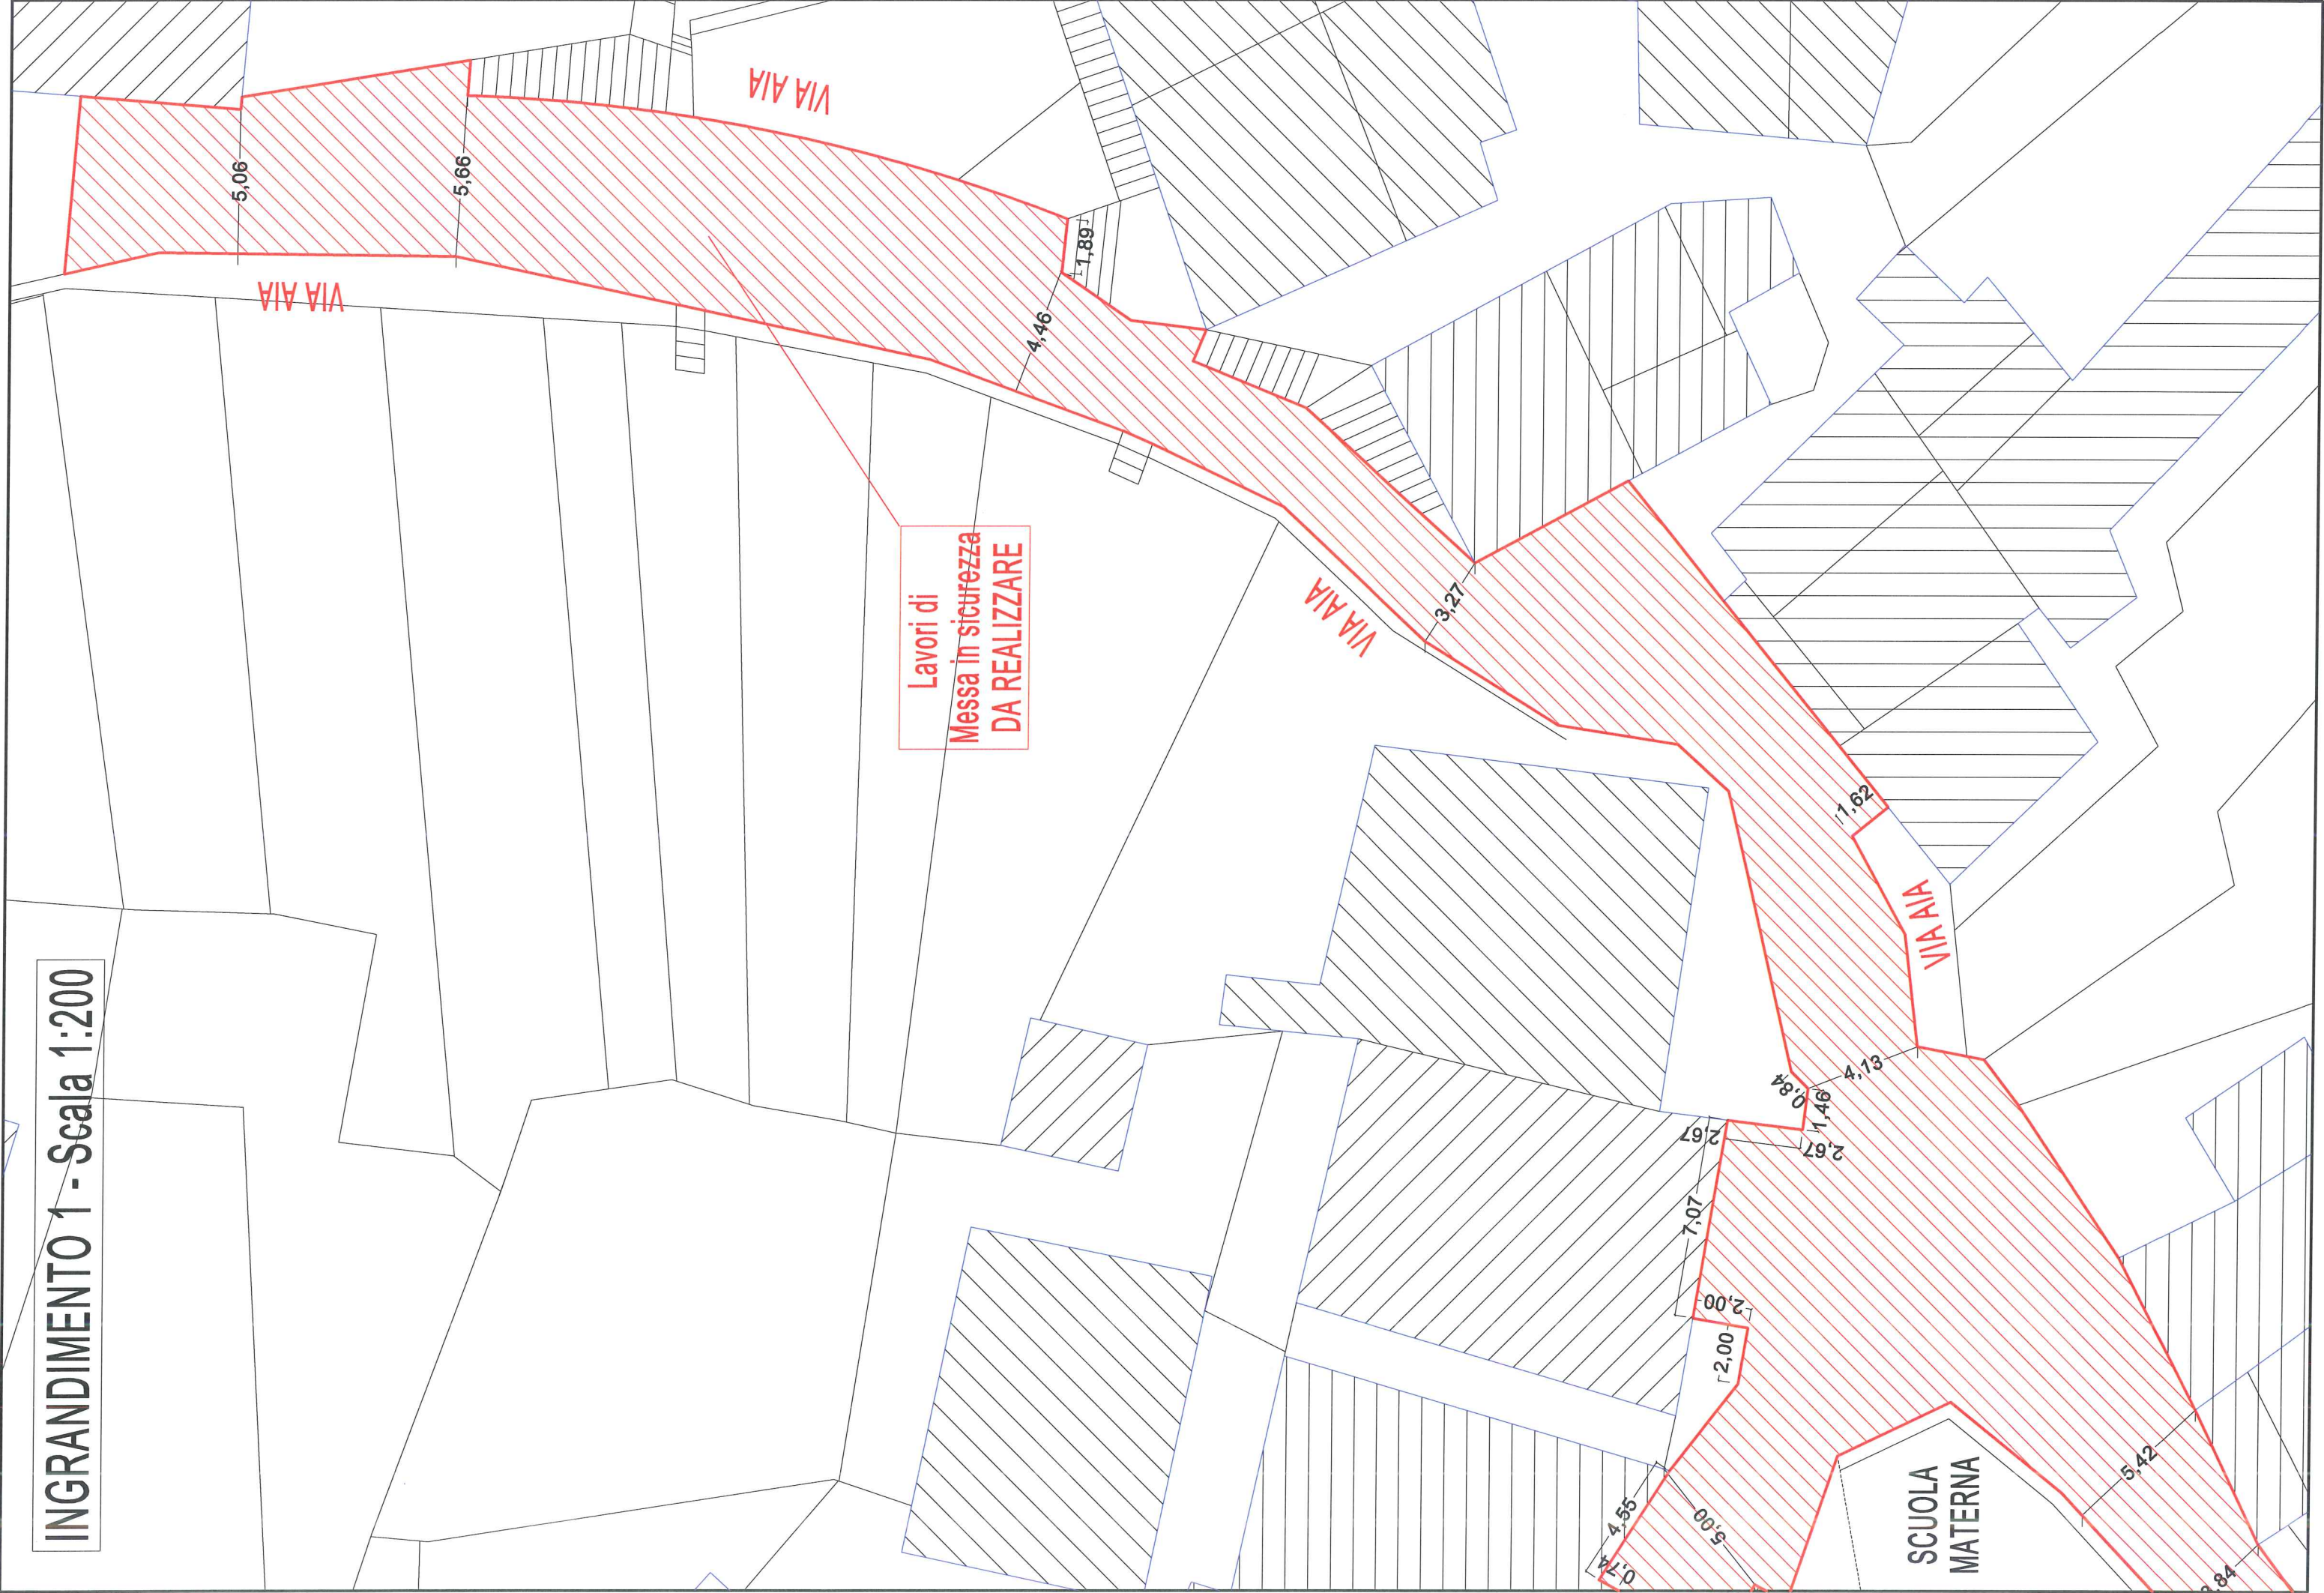 INGRANDIMENTO 1 - Scala 1:200
VIA AIA
VIA AIA
5,06
5,66
1,89
4,46
Lavori di
Messa in sicurezza
DA REALIZZARE
VIA AIA
3,27
1,62
VIA AIA
4,13
0,84
1,46
2,67
2,67
7,07
2,00
2,00
4,55
5,00
0,74
SCUOLA
MATERNA
5,42